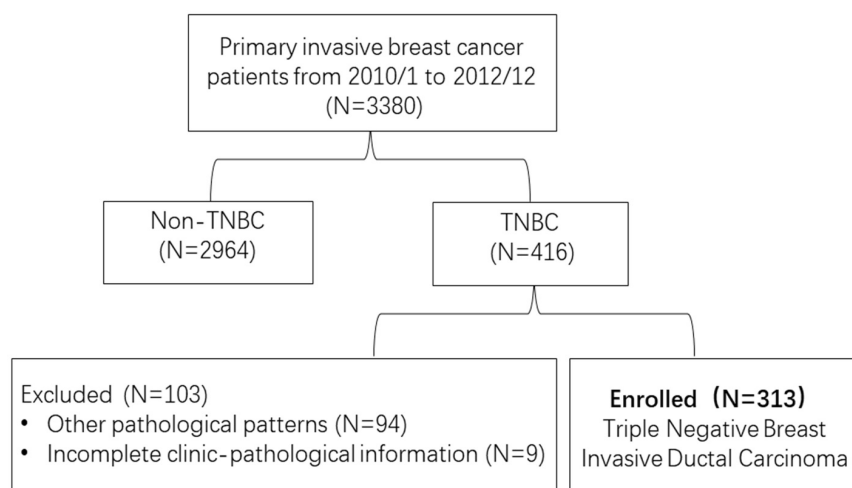 Primary invasive breast cancer
patients from 2010/1 to 2012/12
(N=3380)
Non-TNBC
(N=2964)
TNBC
(N=416)
Excluded (N=103)
• Other pathological patterns (N=94)
• Incomplete clinic-pathological information (N=9)
Enrolled (N=313)
Triple Negative Breast
Invasive Ductal Carcinoma